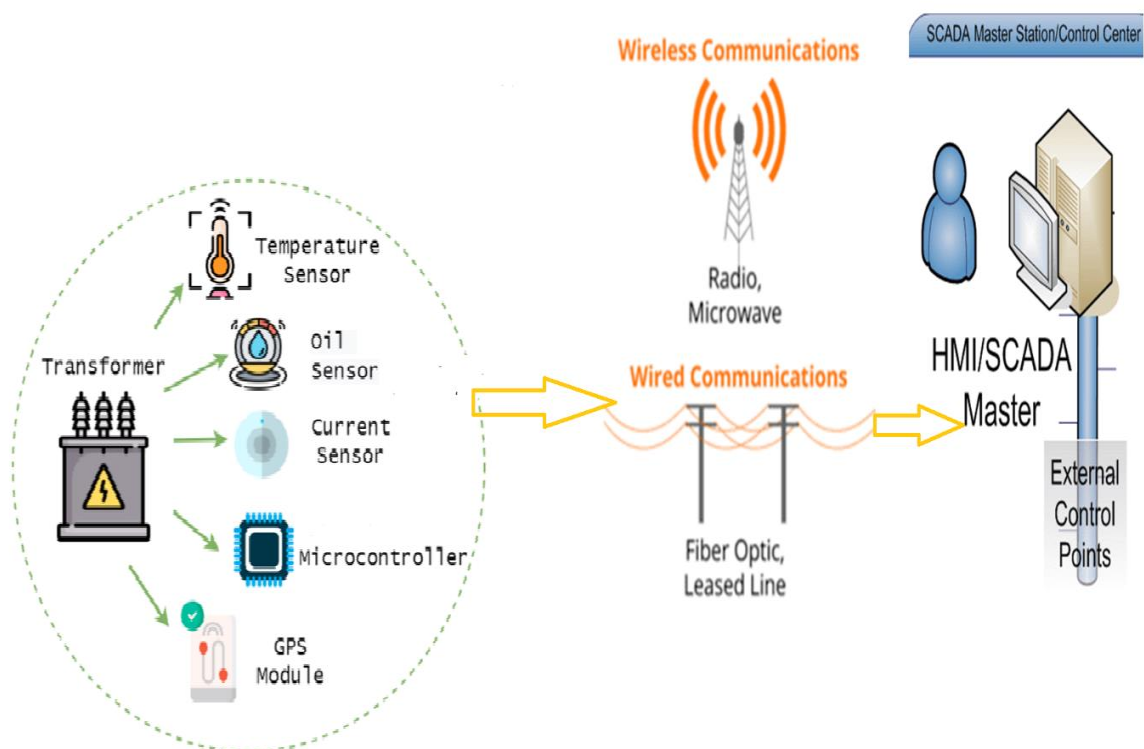 SCADA Master Station/Control Center
Wireless Communications
Radio,
Microwave
Temperature
Sensor
Oil
Sensor
Transformer
Current
Sensor
Microcontroller
GPS
Module
Wired Communications
Fiber Optic,
Leased Line
HMI/SCADA
Master
External
Control
Points